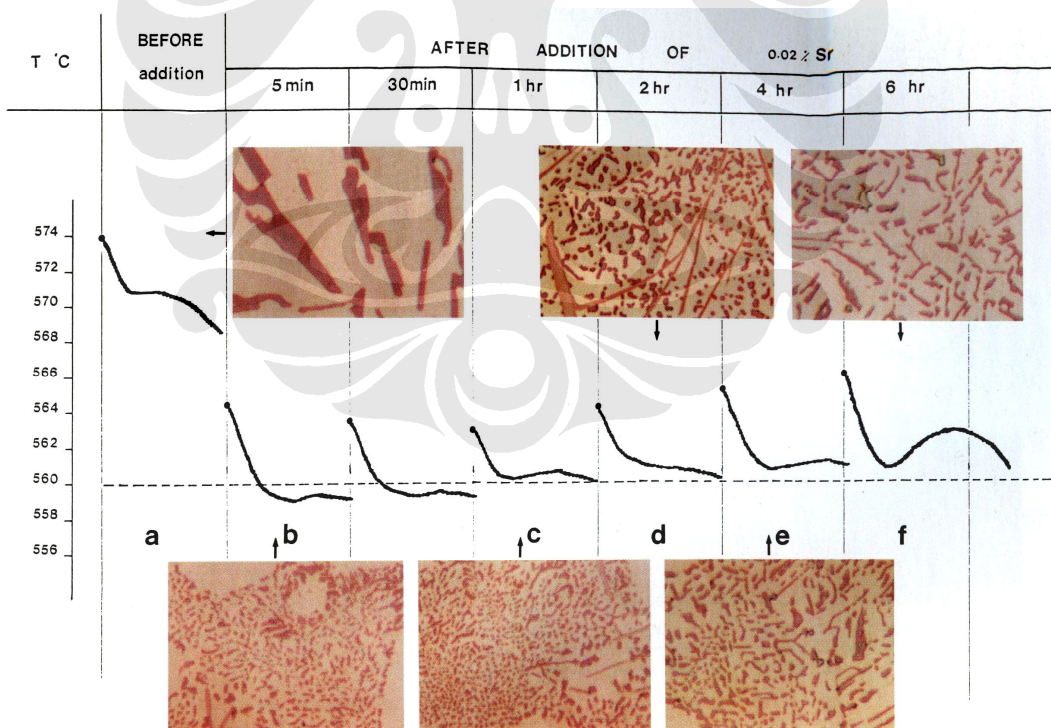 T °C
BEFORE
addition
AFTER ADDITION OF 0.02 % Sr
5 min 30min 1 hr 2 hr 4 hr 6 hr
574
572
570
568
566
564
562
560
558
556
a b c d e f